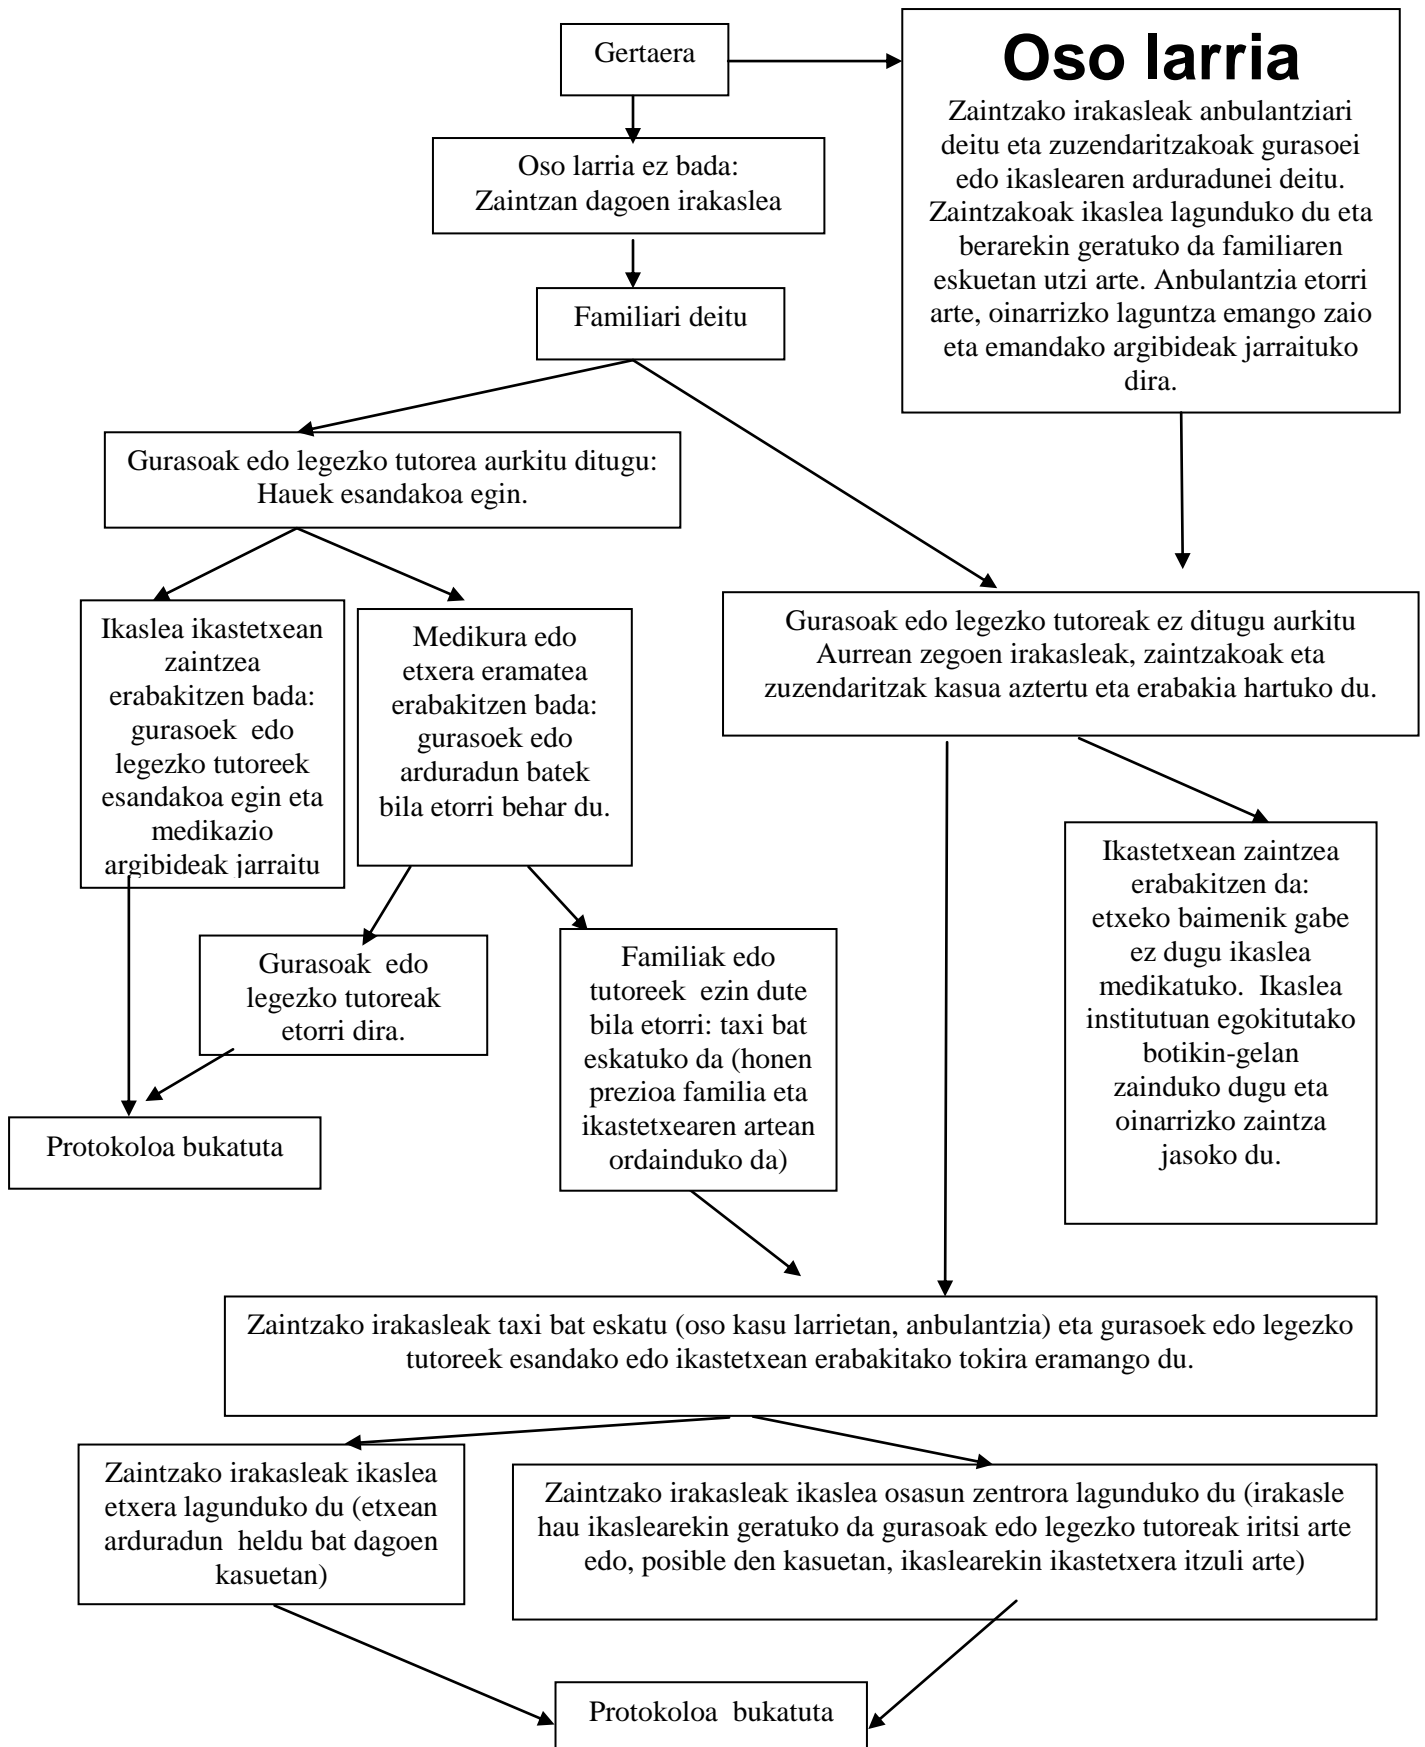 Gertaera
Oso larria
Zaintzako irakasleak anbulantziari
deitu eta zuzendaritzakoak gurasoei
edo ikaslearen arduradunei deitu.
Zaintzakoak ikaslea lagunduko du eta
berarekin geratuko da familiaren
eskuetan utzi arte. Anbulantzia etorri
arte, oinarrizko laguntza emango zaio
eta emandako argibideak jarraituko
dira.
Oso larria ez bada:
Zaintzan dagoen irakaslea
Familiari deitu
Gurasoak edo legezko tutorea aurkitu ditugu:
Hauek esandakoa egin.
Ikaslea ikastetxean
zaintzea
erabakitzen bada:
gurasoek edo
legezko tutoreek
esandakoa egin eta
medikazio
argibideak jarraitu
Medikura edo
etxera eramatea
erabakitzen bada:
gurasoek edo
arduradun batek
bila etorri behar du.
Gurasoak edo legezko tutoreak ez ditugu aurkitu
Aurrean zegoen irakasleak, zaintzakoak eta
zuzendaritzak kasua aztertu eta erabakia hartuko du.
Ikastetxean zaintzea
erabakitzen da:
etxeko baimenik gabe
ez dugu ikaslea
medikatuko. Ikaslea
institutuan egokitutako
botikin-gelan
zainduko dugu eta
oinarrizko zaintza
jasoko du.
Gurasoak edo
legezko tutoreak
etorri dira.
Familiak edo
tutoreek ezin dute
bila etorri: taxi bat
eskatuko da (honen
prezioa familia eta
ikastetxearen artean
ordainduko da)
Protokoloa bukatuta
Zaintzako irakasleak taxi bat eskatu (oso kasu larrietan, anbulantzia) eta gurasoek edo legezko
tutoreek esandako edo ikastetxean erabakitako tokira eramango du.
Zaintzako irakasleak ikaslea
etxera lagunduko du (etxean
arduradun heldu bat dagoen
kasuetan)
Zaintzako irakasleak ikaslea osasun zentrora lagunduko du (irakasle
hau ikaslearekin geratuko da gurasoak edo legezko tutoreak iritsi arte
edo, posible den kasuetan, ikaslearekin ikastetxera itzuli arte)
Protokoloa bukatuta